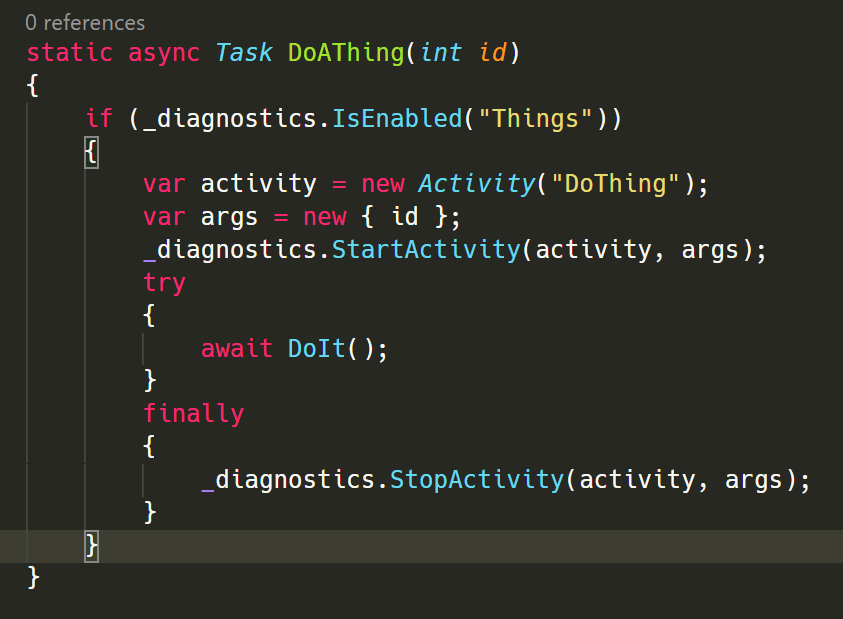 0 references
static async Task DoAThing(int id)
{
    if (_diagnostics.IsEnabled("Things"))
    {
        var activity = new Activity("DoThing");
        var args = new { id };
        _diagnostics.StartActivity(activity, args);
        try
        {
            await DoIt();
        }
        finally
        {
            _diagnostics.StopActivity(activity, args);
        }
    }
}